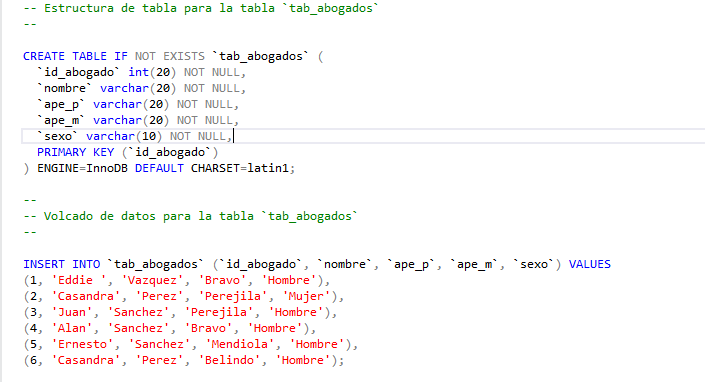 -- Estructura de tabla para la tabla `tab_abogados`
--
CREATE TABLE IF NOT EXISTS `tab_abogados` (
`id_abogado` int(20) NOT NULL,
`nombre` varchar(20) NOT NULL,
`ape_p` varchar(20) NOT NULL,
`ape_m` varchar(20) NOT NULL,
`sexo` varchar(10) NOT NULL,
PRIMARY KEY (`id_abogado`)
) ENGINE=InnoDB DEFAULT CHARSET=latin1;
--
-- Volcado de datos para la tabla `tab_abogados`
--
INSERT INTO `tab_abogados` (`id_abogado`, `nombre`, `ape_p`, `ape_m`, `sexo`) VALUES
(1, 'Eddie ', 'Vazquez', 'Bravo', 'Hombre'),
(2, 'Casandra', 'Perez', 'Perejila', 'Mujer'),
(3, 'Juan', 'Sanchez', 'Perejila', 'Hombre'),
(4, 'Alan', 'Sanchez', 'Bravo', 'Hombre'),
(5, 'Ernesto', 'Sanchez', 'Mendiola', 'Hombre'),
(6, 'Casandra', 'Perez', 'Belindo', 'Hombre');